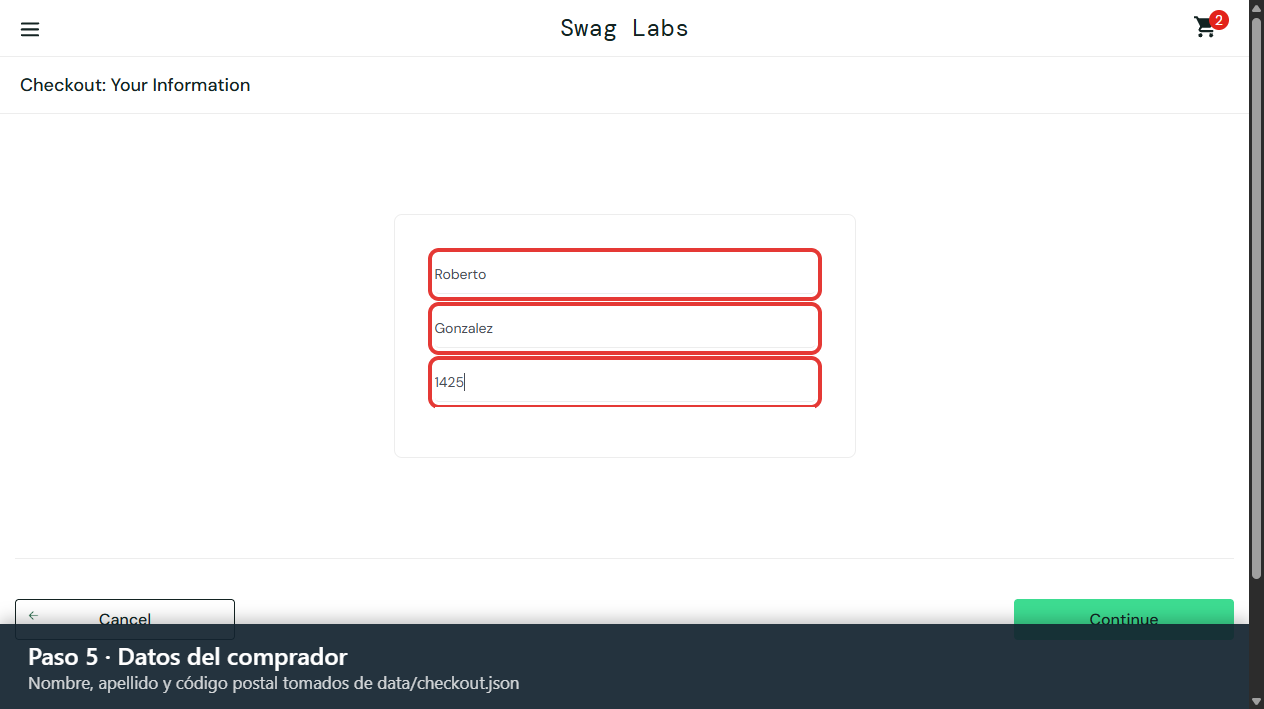 Swag Labs
2
Checkout: Your Information
Roberto
Gonzalez
1425
Cancel
Continue
Paso 5 · Datos del comprador
Nombre, apellido y código postal tomados de data/checkout.json